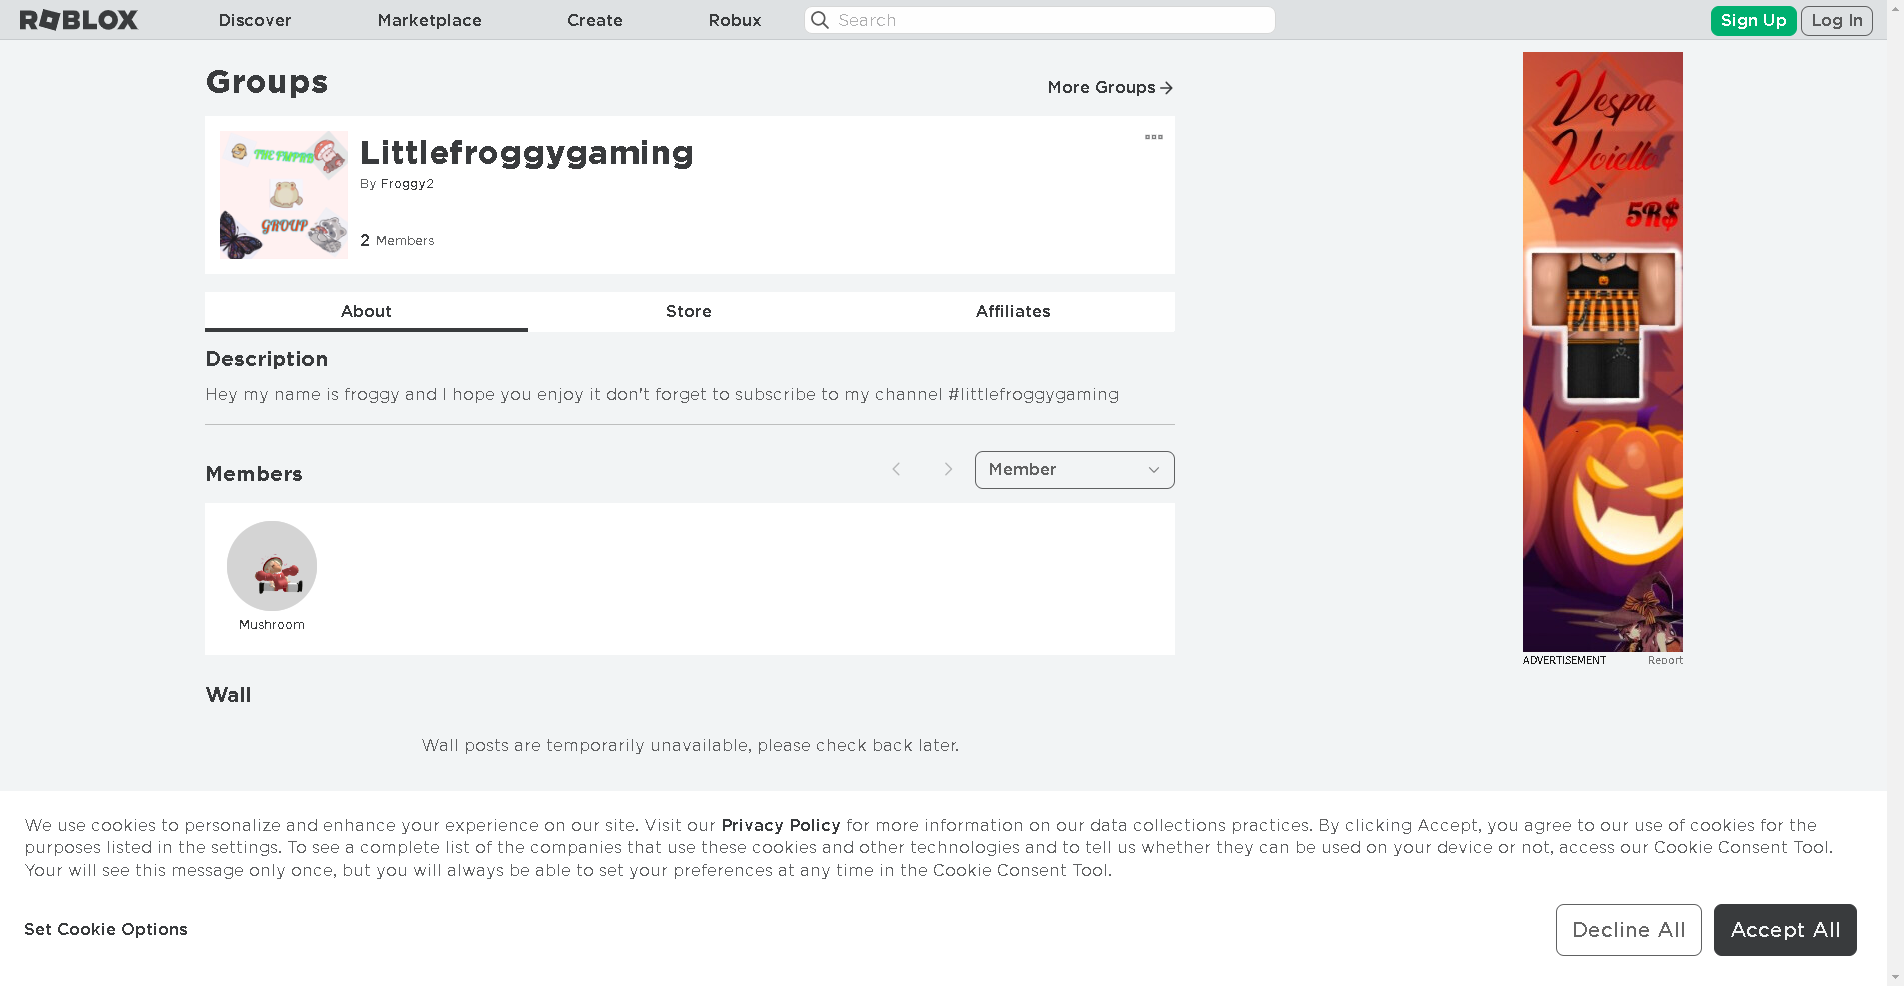 ROBLOX
Discover
Marketplace
Create
Robux
Search
Sign Up
Log In
Groups
More Groups
THE FMPRD
GROUP
Littlefroggygaming
By Froggy2
2 Members
About
Store
Affiliates
Description
Hey my name is froggy and I hope you enjoy it don't forget to subscribe to my channel #littlefroggygaming
Members
Member
Mushroom
Wall
Wall posts are temporarily unavailable, please check back later.
Vespa
Voielle
5R$
ADVERTISEMENT
Report
We use cookies to personalize and enhance your experience on our site. Visit our Privacy Policy for more information on our data collections practices. By clicking Accept, you agree to our use of cookies for the
purposes listed in the settings. To see a complete list of the companies that use these cookies and other technologies and to tell us whether they can be used on your device or not, access our Cookie Consent Tool.
Your will see this message only once, but you will always be able to set your preferences at any time in the Cookie Consent Tool.
Set Cookie Options
Decline All
Accept All